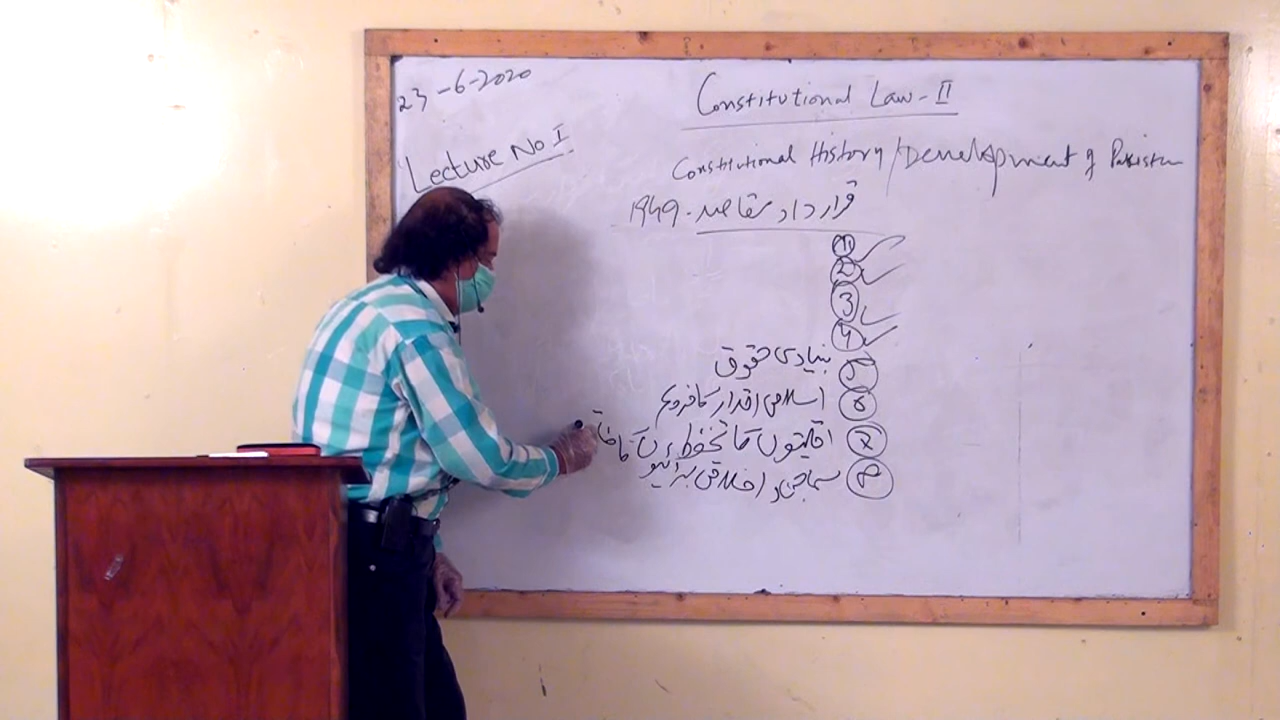 23-6-2020
Constitutional Law-II
Lecture No I
Constitutional History/Development of Pakistan
قرارداد مقاصد 1949
1
2
3
4
5 بنیادی حقوق
6 اسلامی اقدار کا فروغ
7 اقلیتوں کا تحفظ
8 سماجی و اخلاقی برائیوں